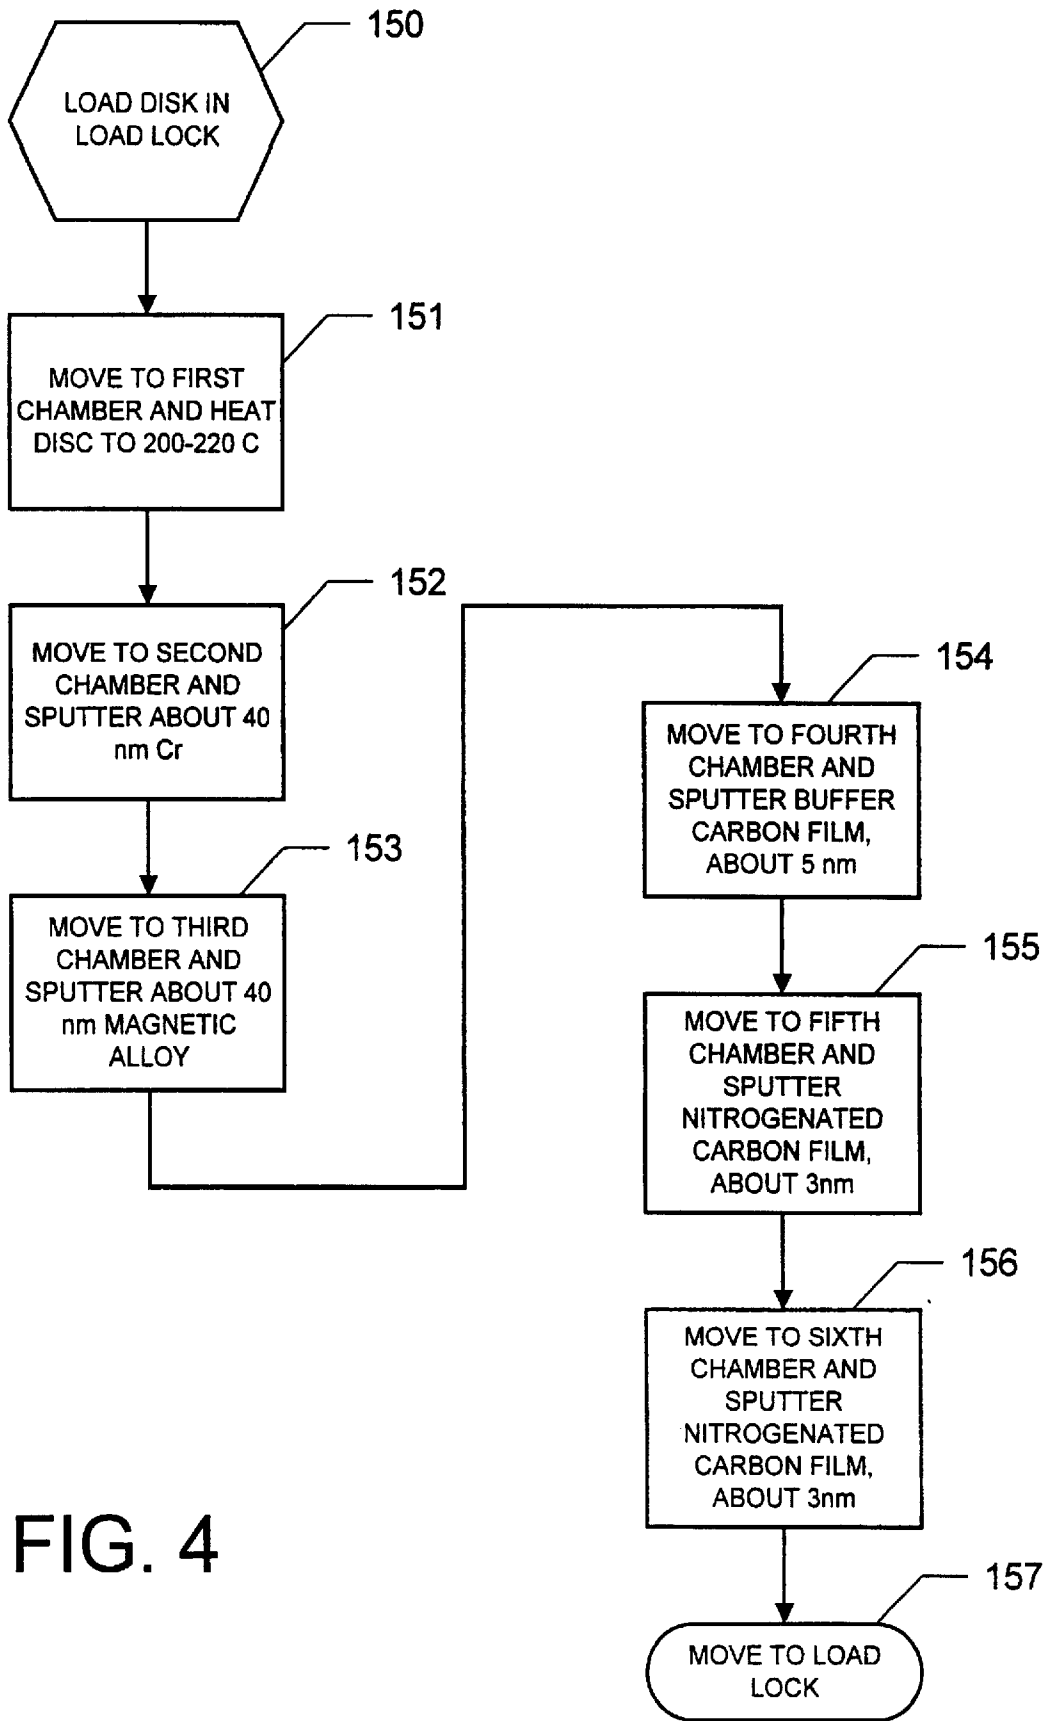 150
LOAD DISK IN
LOAD LOCK
151
MOVE TO FIRST
CHAMBER AND HEAT
DISC TO 200-220 C
152
MOVE TO SECOND
CHAMBER AND
SPUTTER ABOUT 40
nm Cr
153
MOVE TO THIRD
CHAMBER AND
SPUTTER ABOUT 40
nm MAGNETIC
ALLOY
154
MOVE TO FOURTH
CHAMBER AND
SPUTTER BUFFER
CARBON FILM,
ABOUT 5 nm
155
MOVE TO FIFTH
CHAMBER AND
SPUTTER
NITROGENATED
CARBON FILM,
ABOUT 3nm
156
MOVE TO SIXTH
CHAMBER AND
SPUTTER
NITROGENATED
CARBON FILM,
ABOUT 3nm
157
MOVE TO LOAD
LOCK
FIG. 4